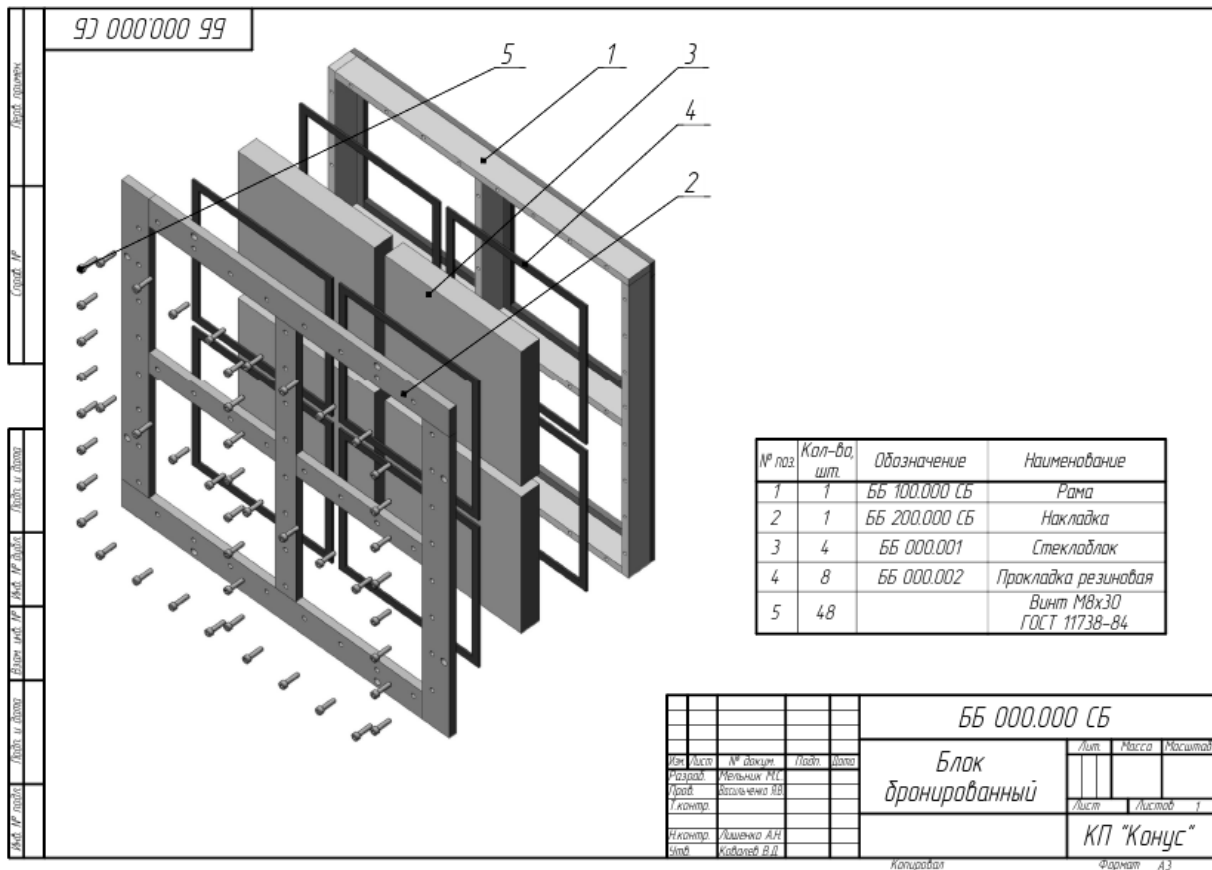 ББ 000.000 СБ
5
1
3
4
2
Перв. примен.
Справ. №
Подп. и дата
Инв. № дубл.
Взам. инв. №
Подп. и дата
Инв. № подл.
№ поз. Кол-во, шт. Обозначение Наименование
1 1 ББ 100.000 СБ Рама
2 1 ББ 200.000 СБ Накладка
3 4 ББ 000.001 Стеклоблок
4 8 ББ 000.002 Прокладка резиновая
5 48 Винт М8х30
ГОСТ 11738-84
ББ 000.000 СБ
Изм. Лист № докум. Подп. Дата
Разраб. Мельник М.С.
Пров. Васильченко Я.В.
Т.контр.
Н.контр. Лишенко А.Н.
Утв. Ковалев В.Д.
Блок
бронированный
Лит. Масса Масштаб
Лист Листов 1
КП "Конус"
Копировал Формат А3